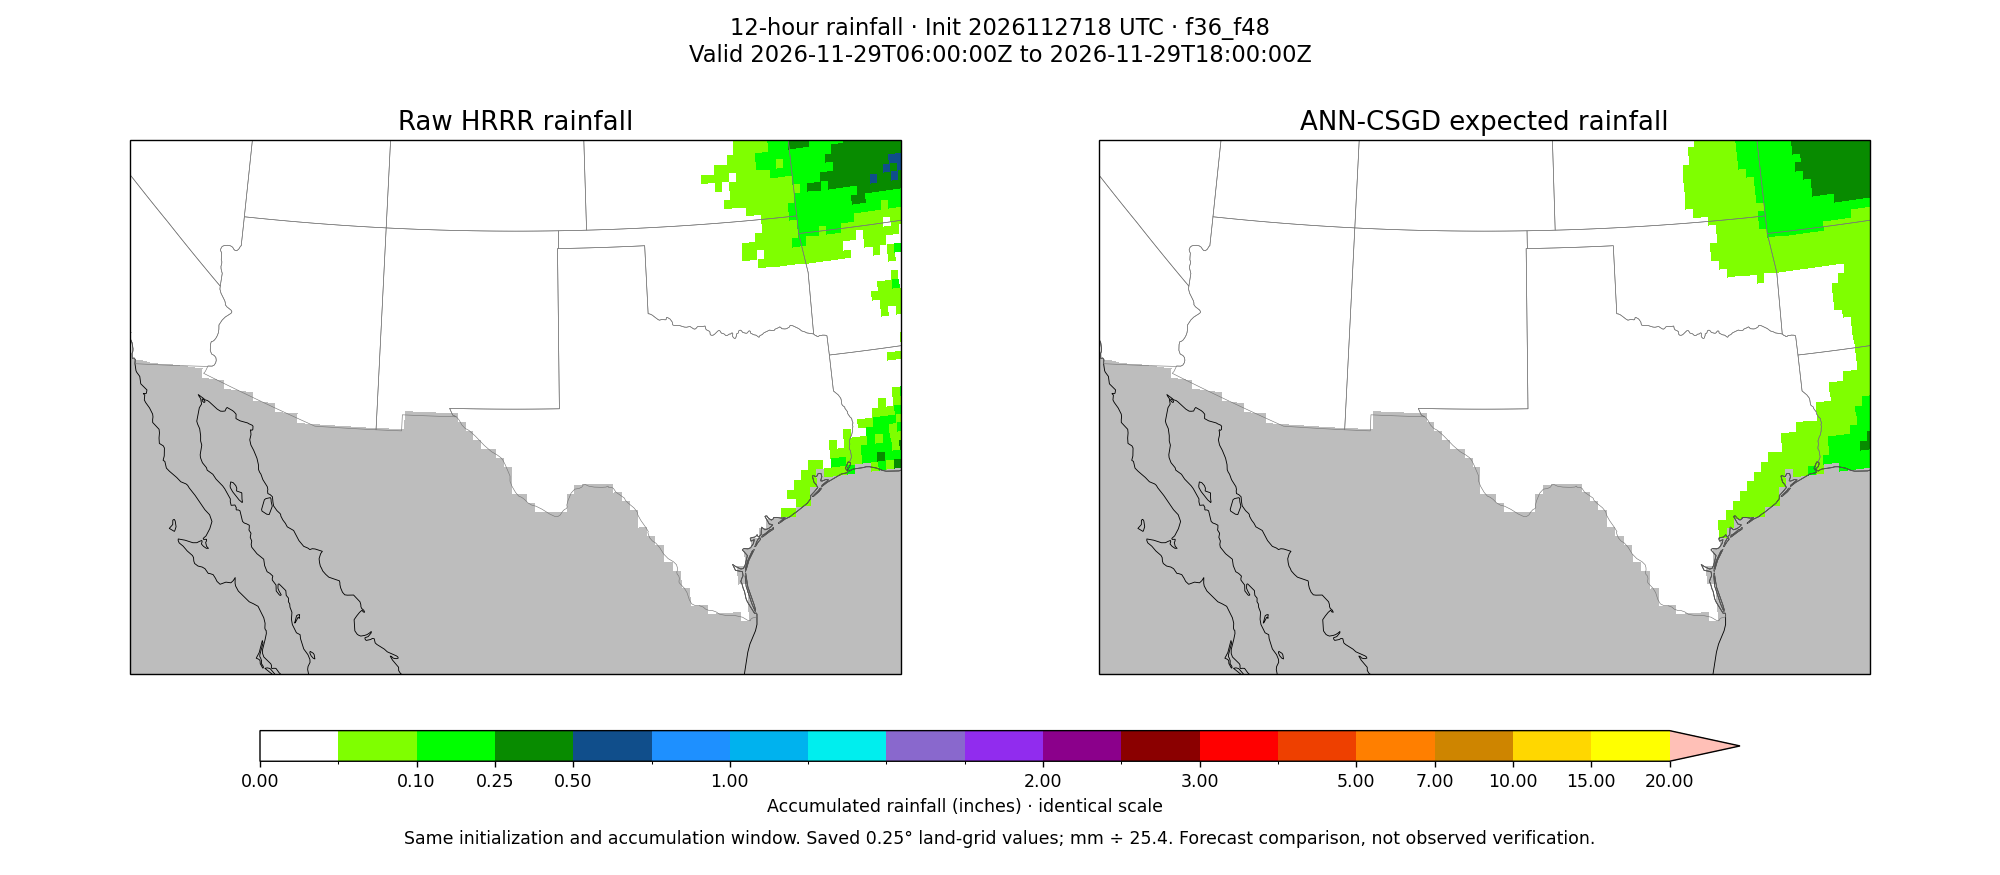 12-hour rainfall · Init 2026112718 UTC · f36_f48
Valid 2026-11-29T06:00:00Z to 2026-11-29T18:00:00Z
Raw HRRR rainfall
ANN-CSGD expected rainfall
0.00 0.10 0.25 0.50 1.00 2.00 3.00 5.00 7.00 10.00 15.00 20.00
Accumulated rainfall (inches) · identical scale
Same initialization and accumulation window. Saved 0.25° land-grid values; mm ÷ 25.4. Forecast comparison, not observed verification.